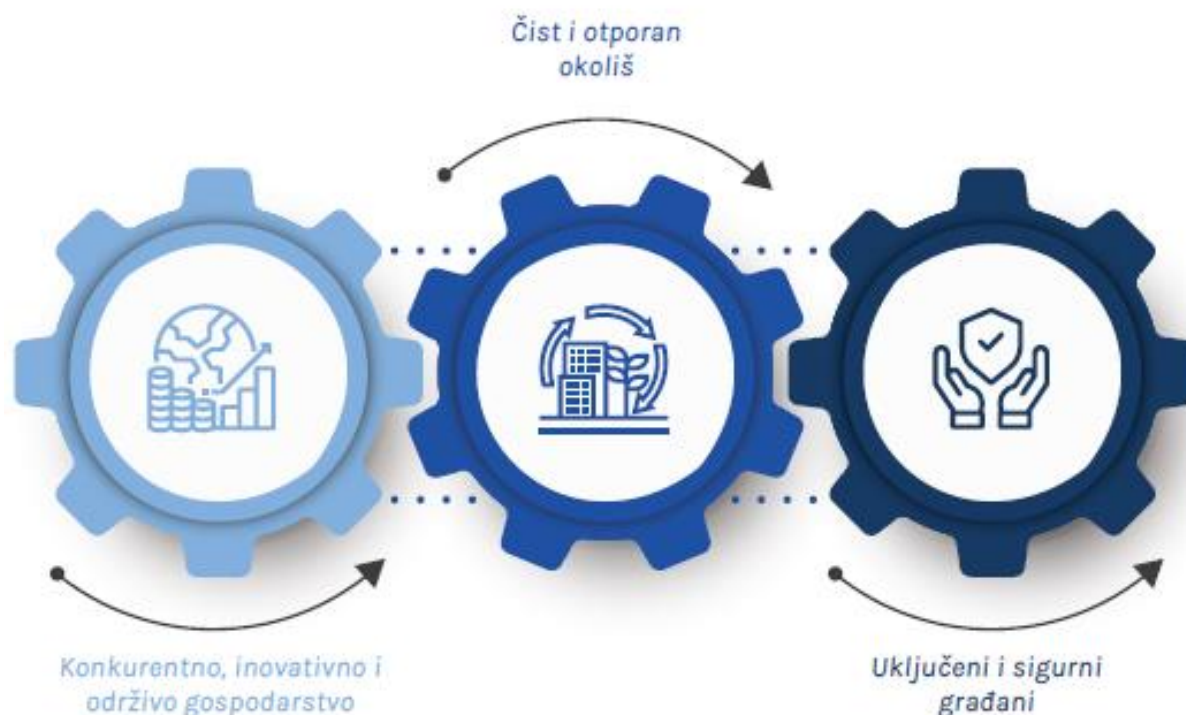 Čist i otporan
okoliš
Konkurentno, inovativno i
održivo gospodarstvo
Uključeni i sigurni
građani